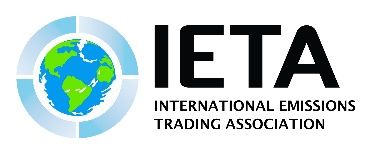 IETA
INTERNATIONAL EMISSIONS
TRADING ASSOCIATION